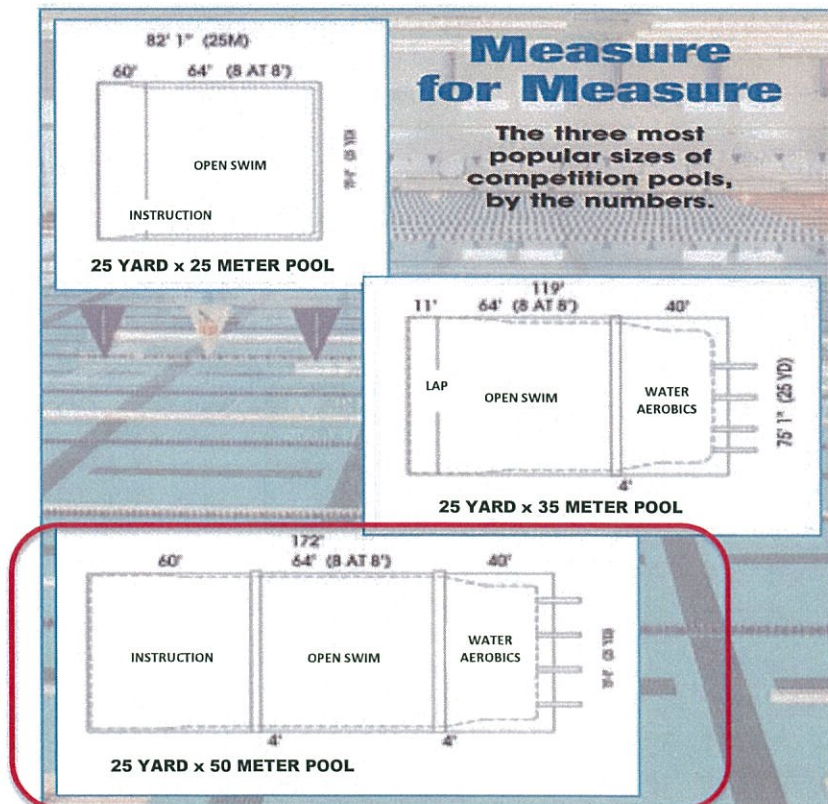 Measure
for Measure
The three most
popular sizes of
competition pools,
by the numbers.
82' 1" (25M)
60' 64' (8 AT 8')
OPEN SWIM
INSTRUCTION
25 YARD x 25 METER POOL
119'
11' 64' (8 AT 8') 40'
LAP OPEN SWIM WATER
AEROBICS
75' 1" (25 YD)
4'
25 YARD x 35 METER POOL
172'
60' 64' (8 AT 8') 40'
INSTRUCTION OPEN SWIM WATER
AEROBICS
4' 4'
25 YARD x 50 METER POOL